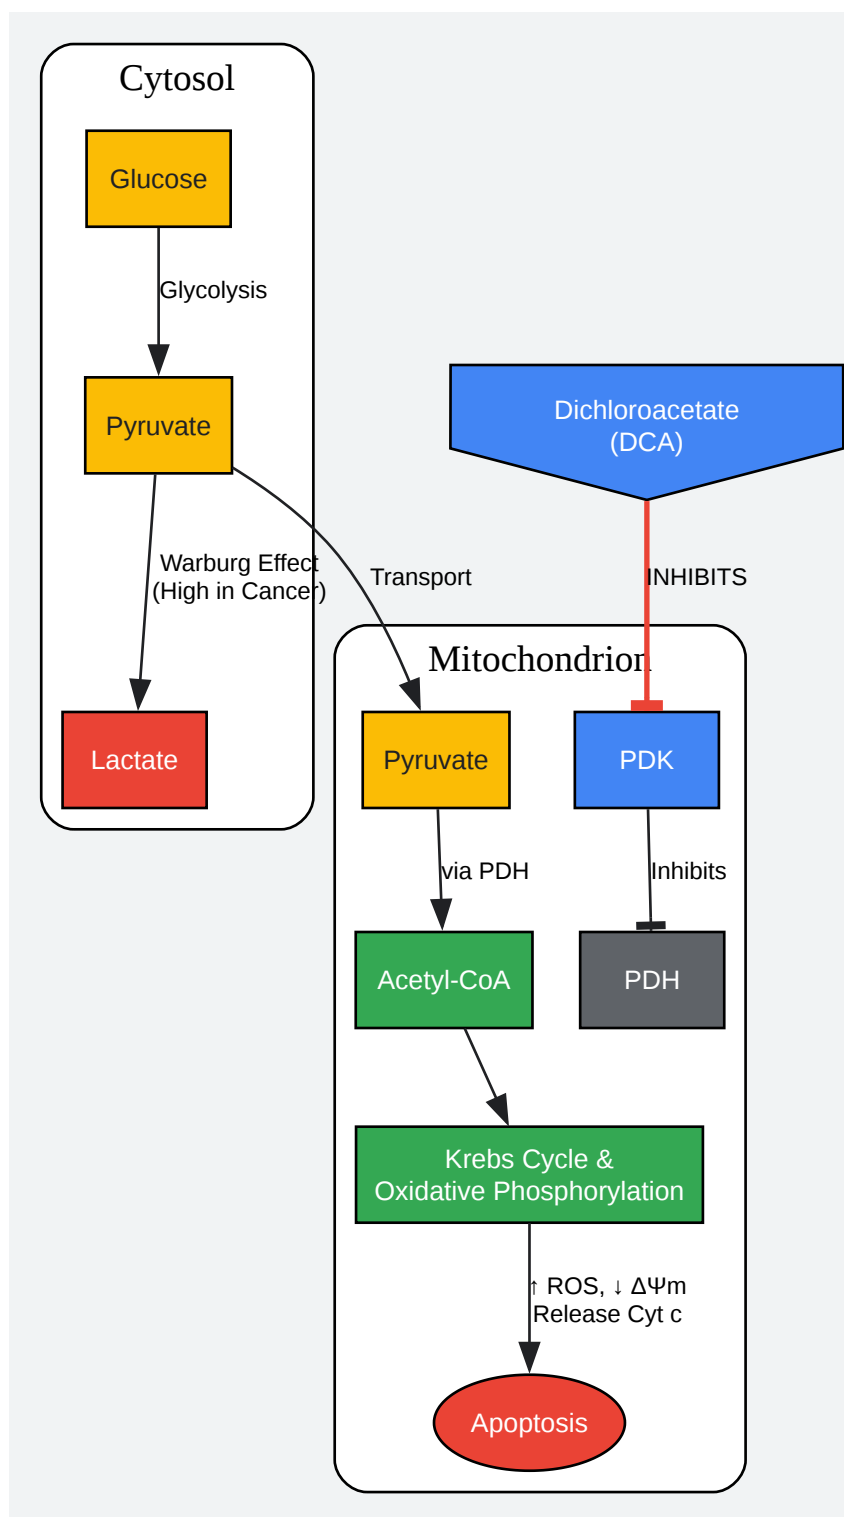 Cytosol
Glucose
Glycolysis
Pyruvate
Dichloroacetate
(DCA)
Warburg Effect
(High in Cancer)
Transport
INHIBITS
Mitochondrion
Lactate
Pyruvate
PDK
via PDH
Inhibits
Acetyl-CoA
PDH
Krebs Cycle &
Oxidative Phosphorylation
↑ ROS, ↓ ΔΨm
Release Cyt c
Apoptosis